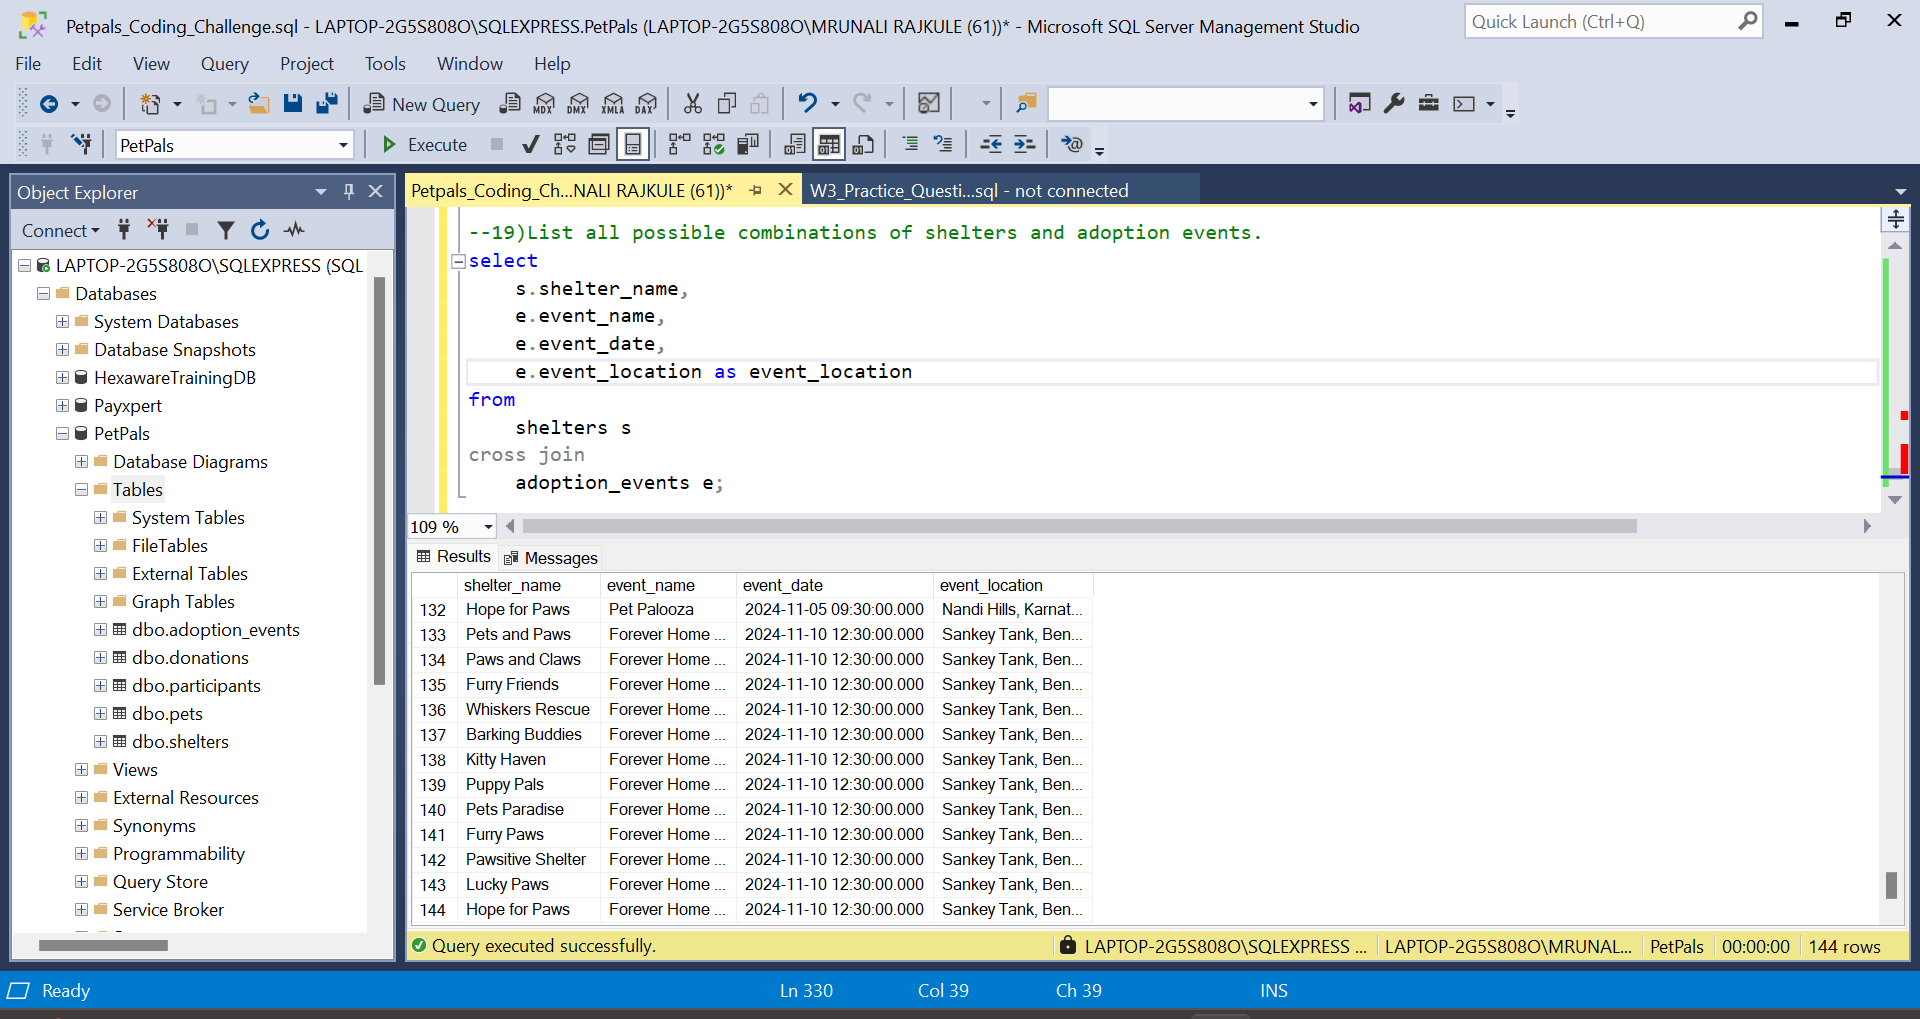 Petpals_Coding_Challenge.sql - LAPTOP-2G5S808O\SQLEXPRESS.PetPals (LAPTOP-2G5S808O\MRUNALI RAJKULE (61))* - Microsoft SQL Server Management Studio
Quick Launch (Ctrl+Q)
File Edit View Query Project Tools Window Help
New Query MDX DMX XMLA DAX
PetPals Execute
Object Explorer
Connect
LAPTOP-2G5S808O\SQLEXPRESS (SQL
Databases
System Databases
Database Snapshots
HexawareTrainingDB
Payxpert
PetPals
Database Diagrams
Tables
System Tables
FileTables
External Tables
Graph Tables
dbo.adoption_events
dbo.donations
dbo.participants
dbo.pets
dbo.shelters
Views
External Resources
Synonyms
Programmability
Query Store
Service Broker
Petpals_Coding_Ch...NALI RAJKULE (61))* W3_Practice_Questi...sql - not connected
--19)List all possible combinations of shelters and adoption events.
select
s.shelter_name,
e.event_name,
e.event_date,
e.event_location as event_location
from
shelters s
cross join
adoption_events e;
109 %
Results Messages
shelter_name event_name event_date event_location
132 Hope for Paws Pet Palooza 2024-11-05 09:30:00.000 Nandi Hills, Karnat...
133 Pets and Paws Forever Home ... 2024-11-10 12:30:00.000 Sankey Tank, Ben...
134 Paws and Claws Forever Home ... 2024-11-10 12:30:00.000 Sankey Tank, Ben...
135 Furry Friends Forever Home ... 2024-11-10 12:30:00.000 Sankey Tank, Ben...
136 Whiskers Rescue Forever Home ... 2024-11-10 12:30:00.000 Sankey Tank, Ben...
137 Barking Buddies Forever Home ... 2024-11-10 12:30:00.000 Sankey Tank, Ben...
138 Kitty Haven Forever Home ... 2024-11-10 12:30:00.000 Sankey Tank, Ben...
139 Puppy Pals Forever Home ... 2024-11-10 12:30:00.000 Sankey Tank, Ben...
140 Pets Paradise Forever Home ... 2024-11-10 12:30:00.000 Sankey Tank, Ben...
141 Furry Paws Forever Home ... 2024-11-10 12:30:00.000 Sankey Tank, Ben...
142 Pawsitive Shelter Forever Home ... 2024-11-10 12:30:00.000 Sankey Tank, Ben...
143 Lucky Paws Forever Home ... 2024-11-10 12:30:00.000 Sankey Tank, Ben...
144 Hope for Paws Forever Home ... 2024-11-10 12:30:00.000 Sankey Tank, Ben...
Query executed successfully. LAPTOP-2G5S808O\SQLEXPRESS ... LAPTOP-2G5S808O\MRUNAL... PetPals 00:00:00 144 rows
Ready Ln 330 Col 39 Ch 39 INS